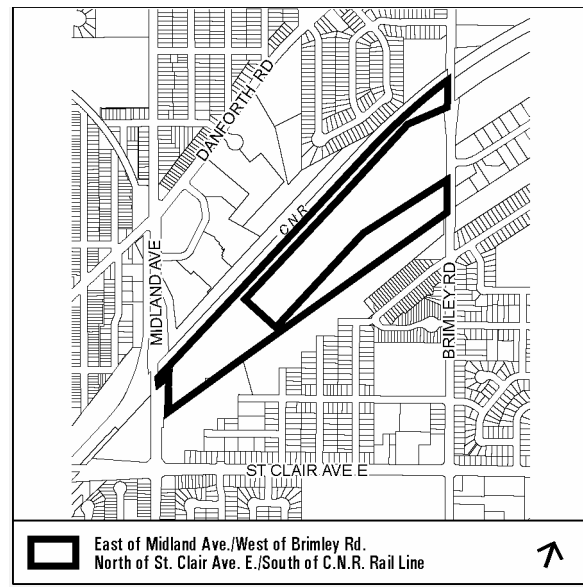 DANFORTH RD
C.N.R.
MIDLAND AVE
BRIMLEY RD
ST CLAIR AVE E
East of Midland Ave./West of Brimley Rd.
North of St. Clair Ave. E./South of C.N.R. Rail Line